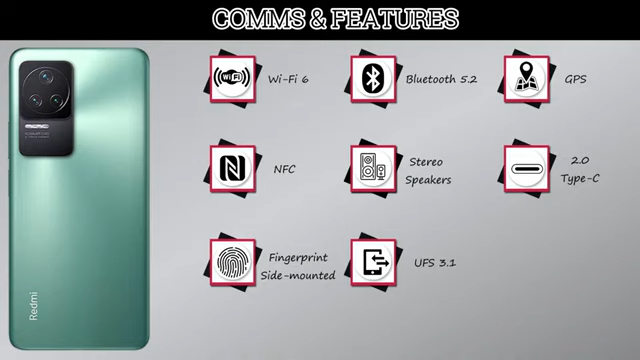 COMMS & FEATURES
Wi-Fi 6
Bluetooth 5.2
GPS
WiFi
NFC
Stereo
Speakers
2.0
Type-C
Fingerprint
Side-mounted
UFS 3.1
Redmi